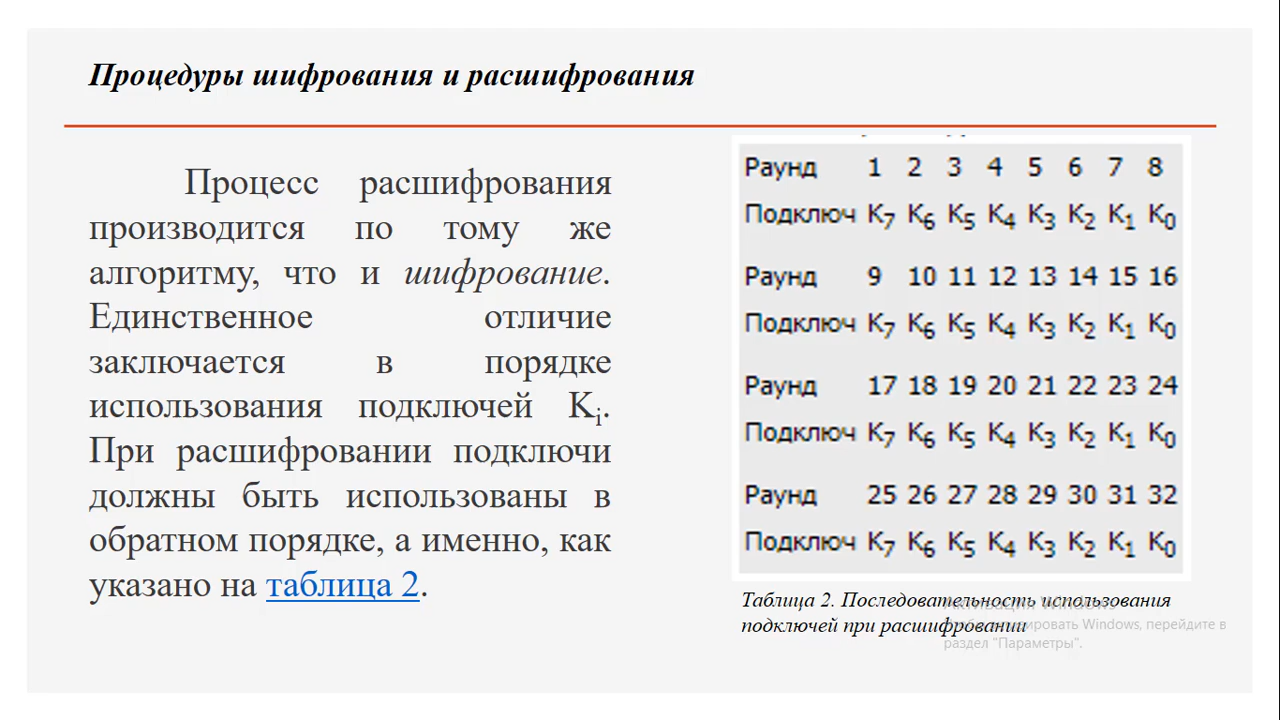 Процедуры шифрования и расшифрования
Процесс расшифрования
производится по тому же
алгоритму, что и шифрование.
Единственное отличие
заключается в порядке
использования подключей Ki.
При расшифровании подключи
должны быть использованы в
обратном порядке, а именно, как
указано на таблица 2.
Раунд 1 2 3 4 5 6 7 8
Подключ K7 K6 K5 K4 K3 K2 K1 K0
Раунд 9 10 11 12 13 14 15 16
Подключ K7 K6 K5 K4 K3 K2 K1 K0
Раунд 17 18 19 20 21 22 23 24
Подключ K7 K6 K5 K4 K3 K2 K1 K0
Раунд 25 26 27 28 29 30 31 32
Подключ K7 K6 K5 K4 K3 K2 K1 K0
Таблица 2. Последовательность использования
подключей при расшифровании
Активация Windows
Чтобы активировать Windows, перейдите в
раздел "Параметры".